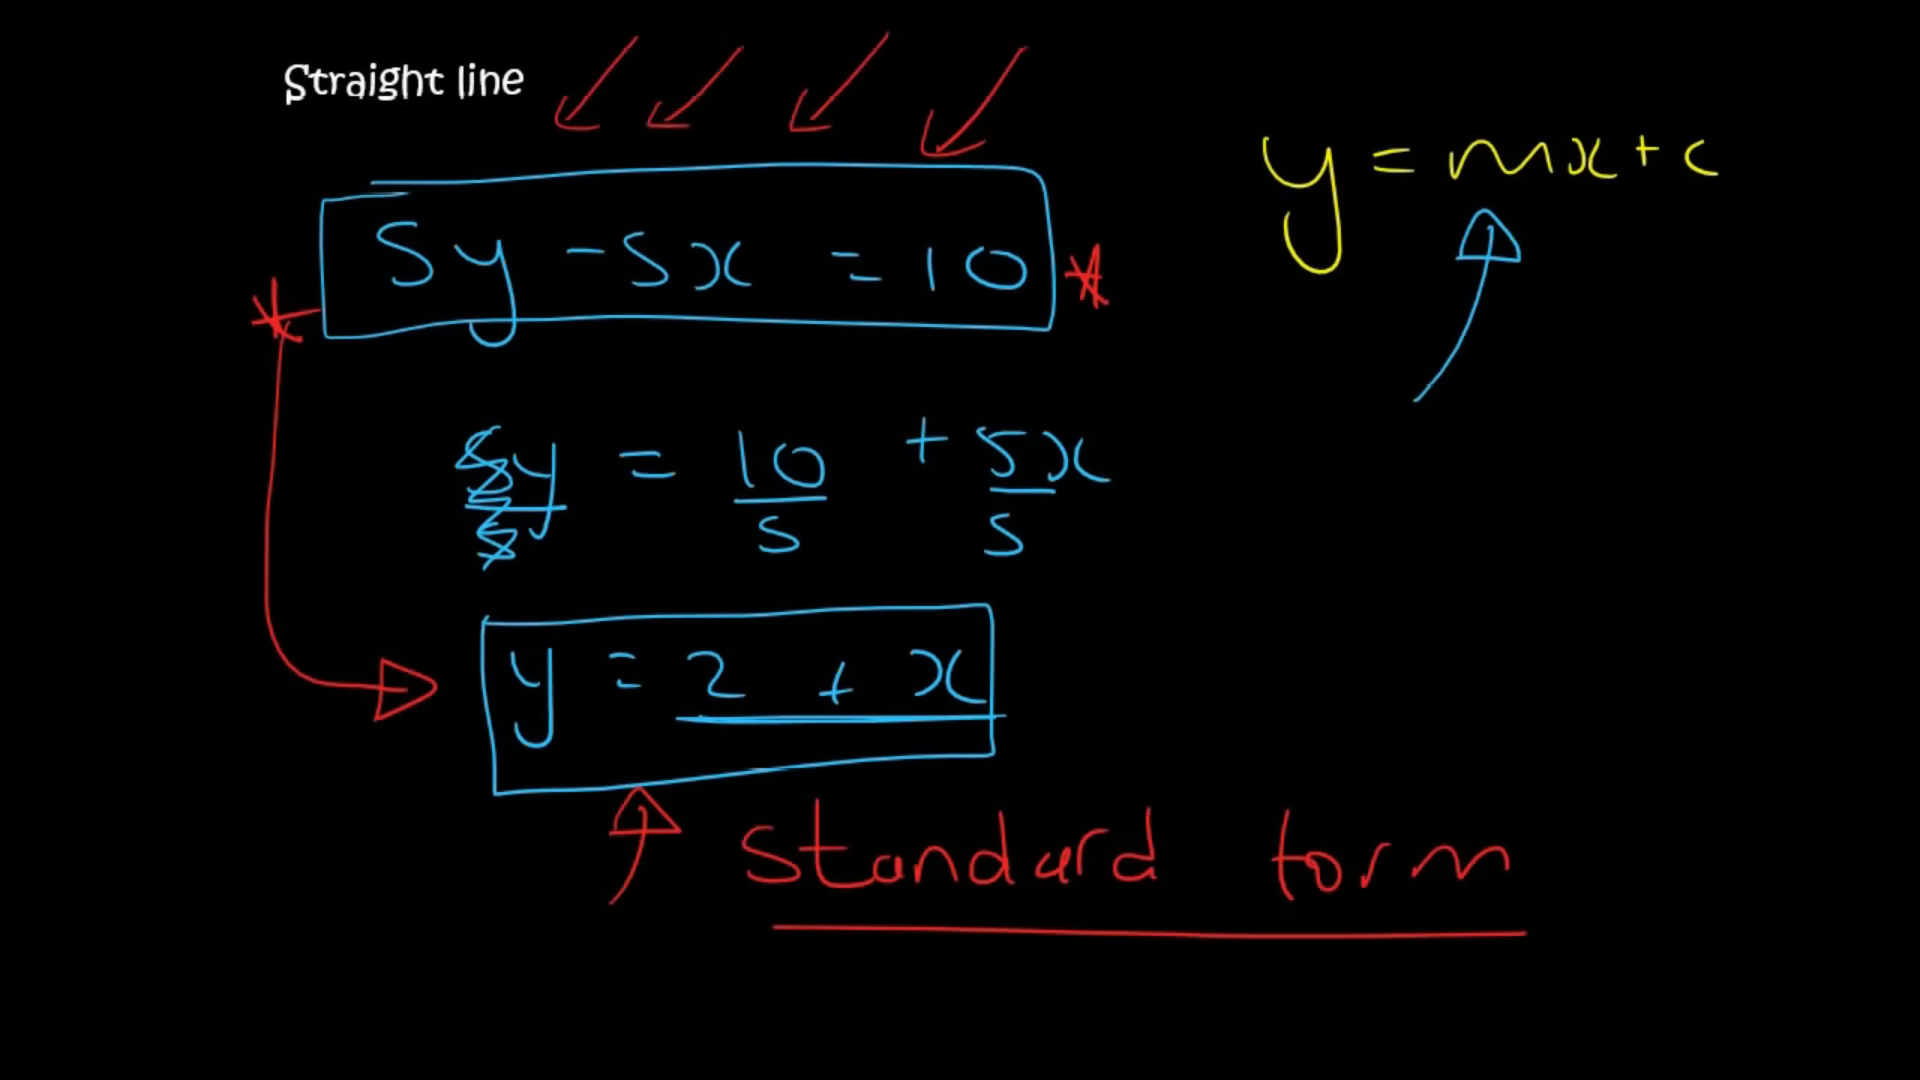 Straight line
y = mx + c
5y - 5x = 10
5y/5 = 10/5 + 5x/5
y = 2 + x
Standard form